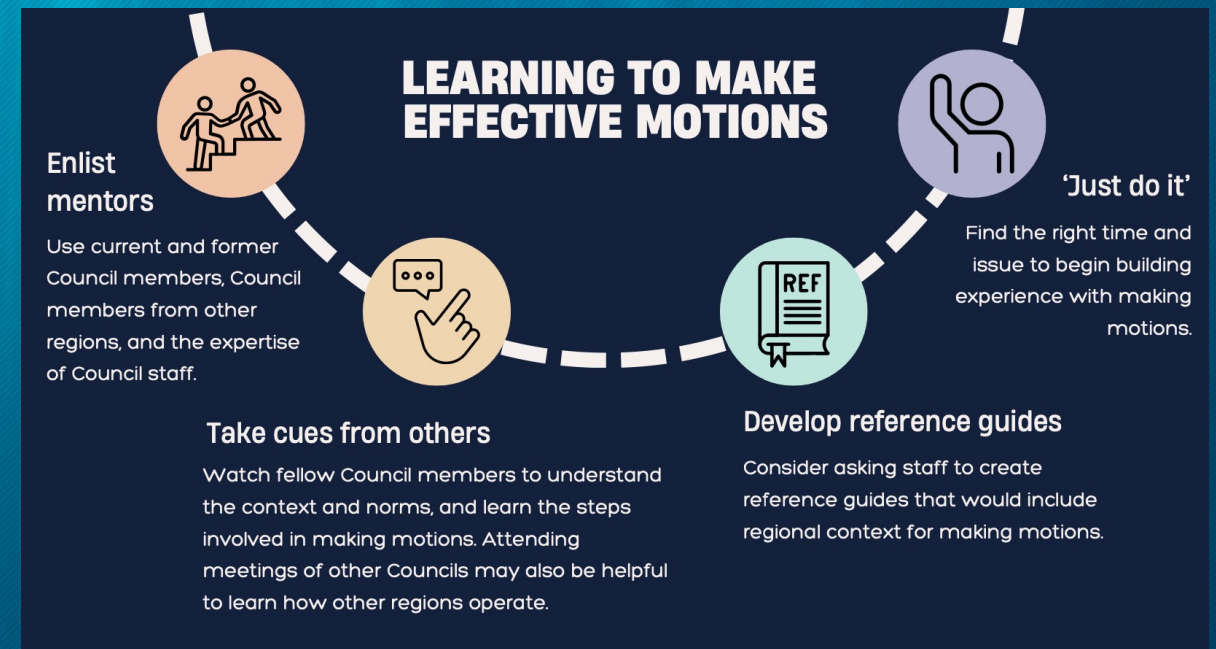 LEARNING TO MAKE
EFFECTIVE MOTIONS
Enlist
mentors
Use current and former
Council members, Council
members from other
regions, and the expertise
of Council staff.
Take cues from others
Watch fellow Council members to understand
the context and norms, and learn the steps
involved in making motions. Attending
meetings of other Councils may also be helpful
to learn how other regions operate.
REF
Develop reference guides
Consider asking staff to create
reference guides that would include
regional context for making motions.
‘Just do it’
Find the right time and
issue to begin building
experience with making
motions.